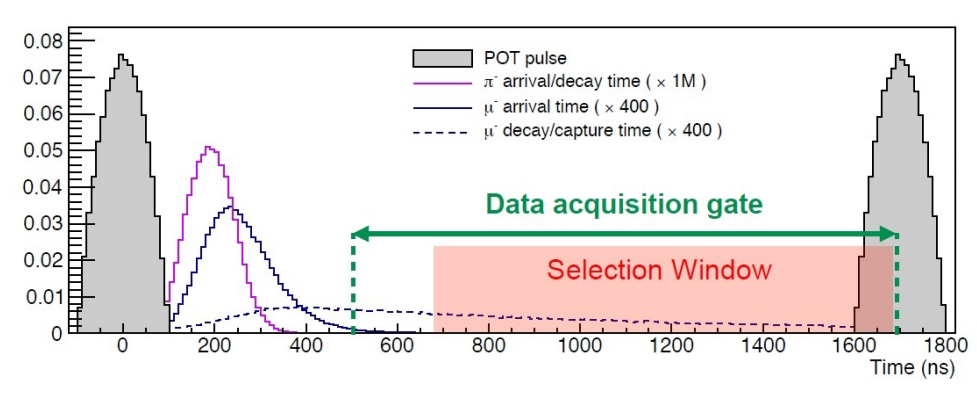 0.08
0.07
0.06
0.05
0.04
0.03
0.02
0.01
0
POT pulse
π⁻ arrival/decay time ( × 1M )
μ⁻ arrival time ( × 400 )
μ⁻ decay/capture time ( × 400 )
Data acquisition gate
Selection Window
0 200 400 600 800 1000 1200 1400 1600 1800
Time (ns)